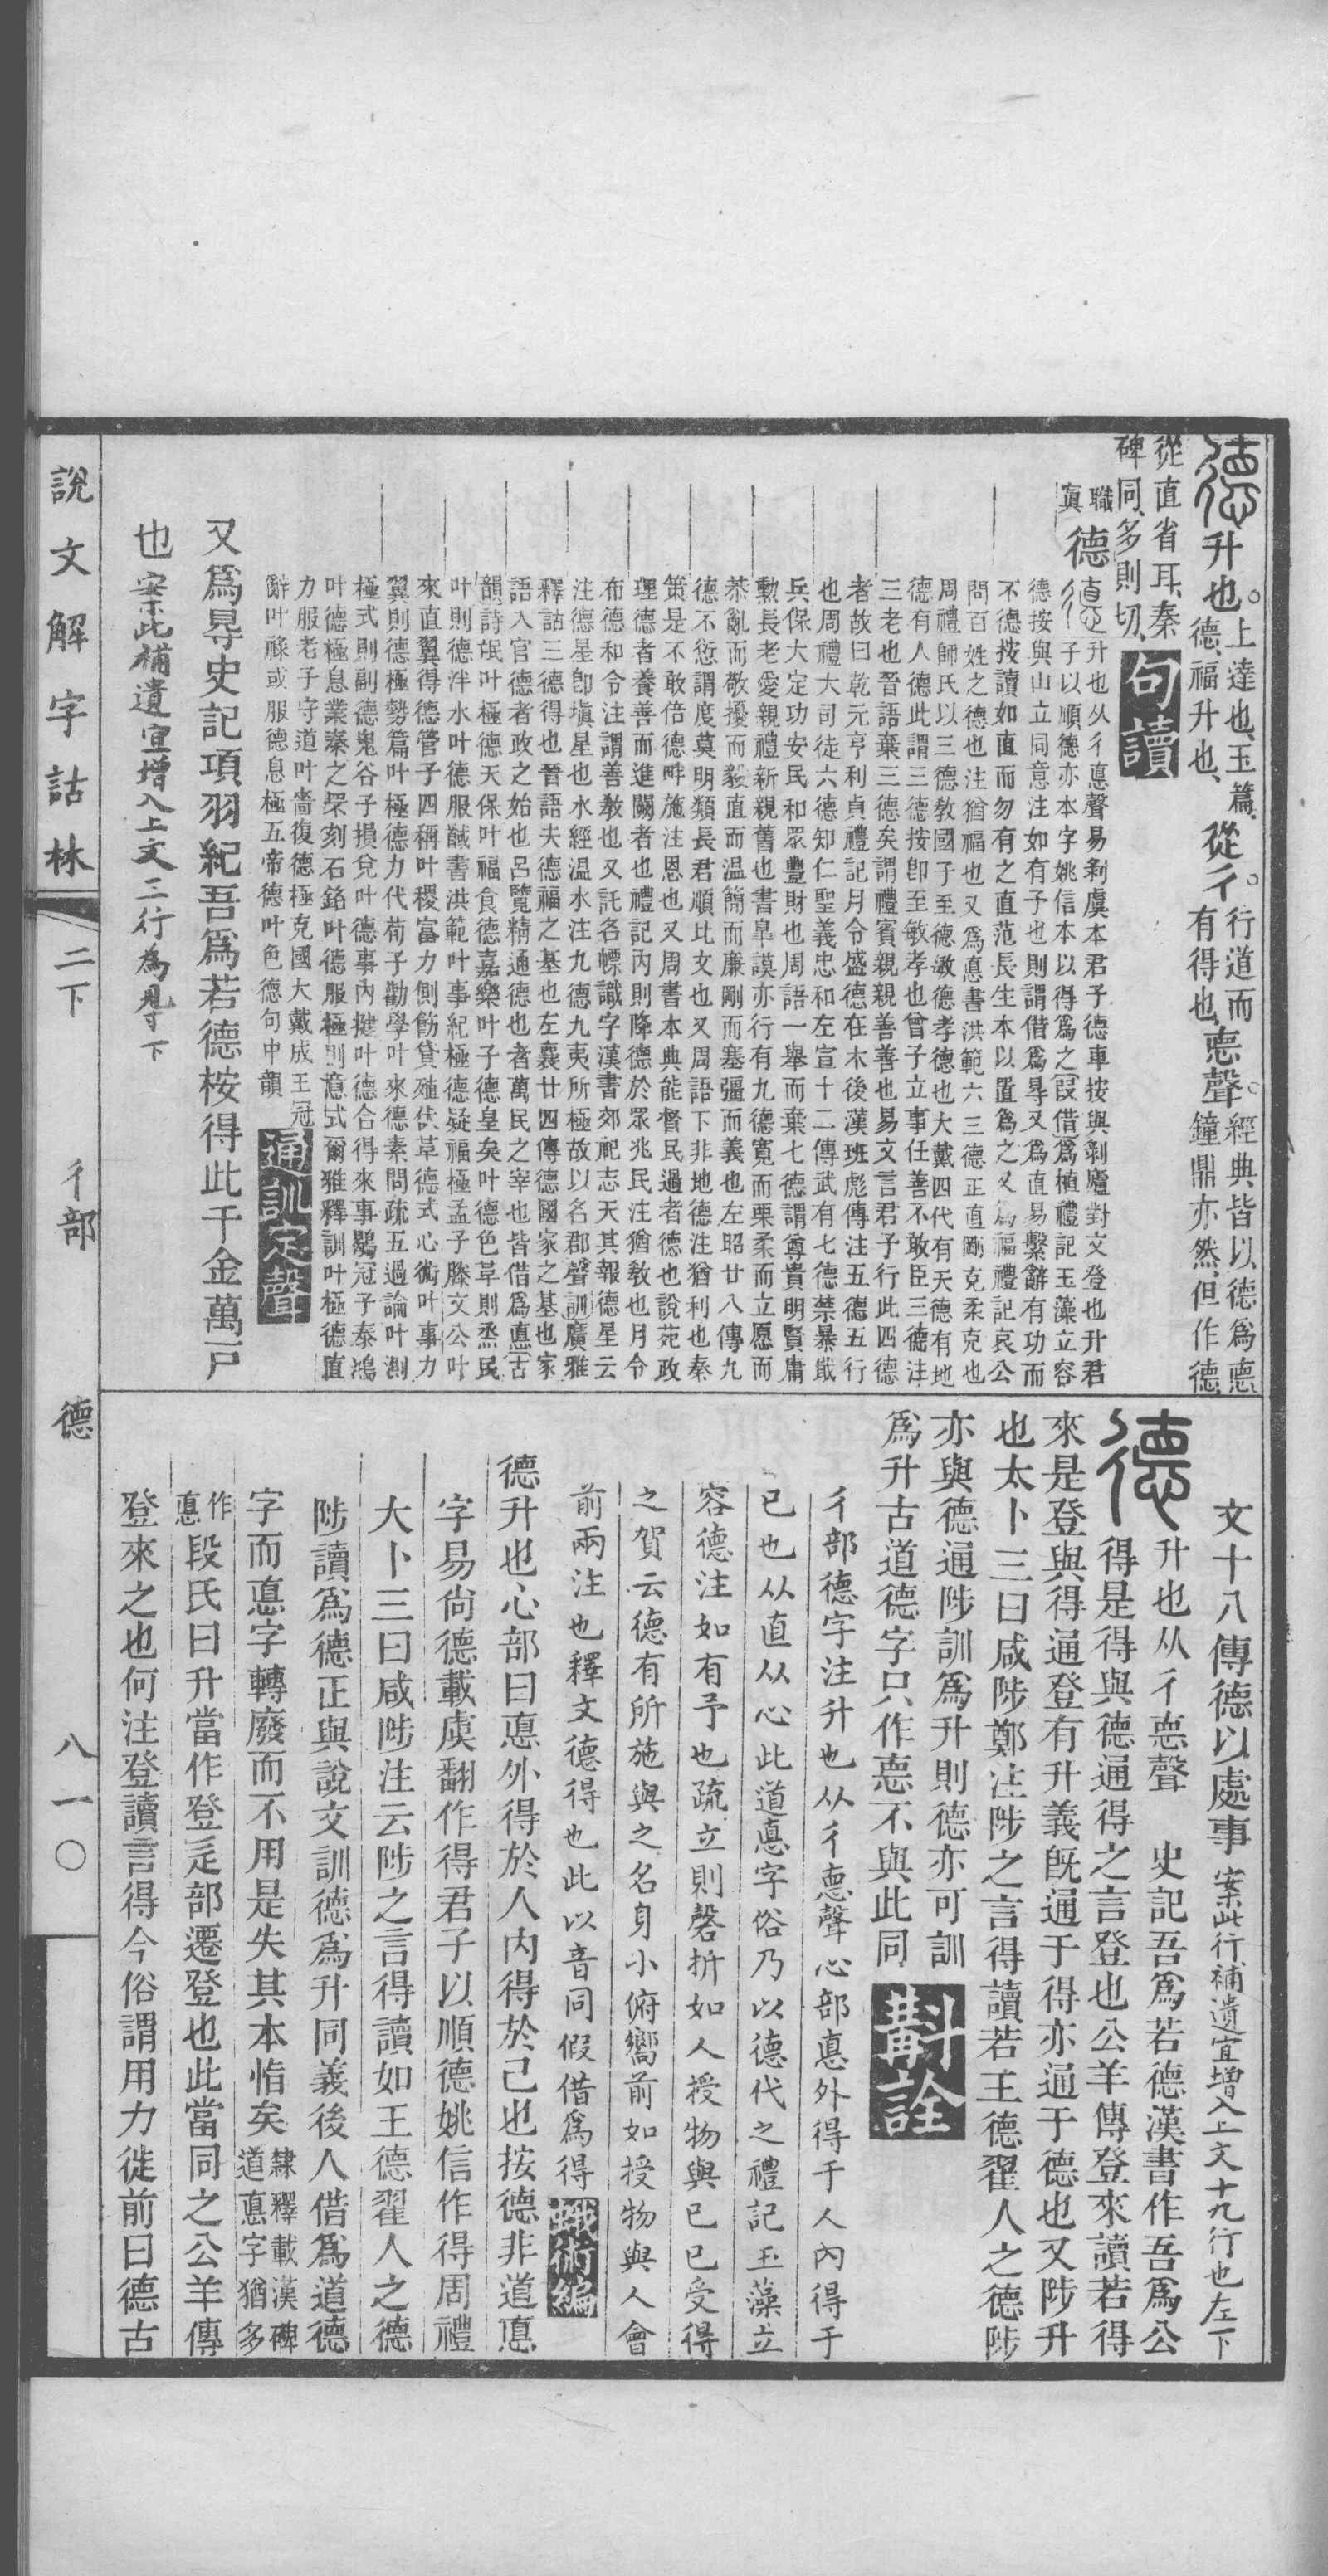 德升也上達也玉篇德福升也從彳行道而有得也悳聲經典皆以德爲悳鐘鼎亦然但作德
從直省耳秦碑同多則切句讀
職寘德升也从彳悳聲易剥虞本君子德車按與剝廬對文登也升君
子以順德亦本字姚信本以得爲之叚借爲植禮記玉藻立容
德按與山立同意注如有予也則謂借爲㝵又爲直易繫辭有功而
不德按讀如直而勿有之直范長生本以置爲之又爲福禮記哀公
問百姓之德也注猶福也又爲悳書洪範六三德正直剛克柔克也
周禮師氏以三德敎國子至德敏德孝德也大戴四代有天德有地
德有人德此謂三德按卽至敏孝也曾子立事任善不敢臣三德注
三老也晉語棄三德矣謂禮賓親親善善也易文言君子行此四德
者故曰乾元亨利貞禮記月令盛德在木後漢班彪傳注五德五行
也周禮大司徒六德知仁聖義忠和左宣十二傳武有七德禁暴戢
兵保大定功安民和眾豐財也周語一舉而棄七德謂尊貴明賢庸
勲長老愛親禮新親舊也書皐謨亦行有九德寬而栗柔而立愿而
恭亂而敬擾而毅直而溫簡而廉剛而塞彊而義也左昭廿八傳九
德不愆謂度莫明類長君順比文也又周語下非地德注猶利也秦
策是不敢倍德畔施注恩也又周書本典能督民過者德也說苑政
理德者養善而進闕者也禮記內則降德於眾兆民注猶敎也月令
布德和令注謂善敎也又託名幖識字漢書郊祀志天其報德星云
注德星卽塡星也水經溫水注九德九夷所極故以名郡聲訓廣雅
釋詁三德得也晉語夫德福之基也左襄廿四傳德國家之基也家
語入官德者政之始也呂覽精通德也者萬民之宰也皆借爲悳古
韻詩氓叶極德天保叶福食德嘉樂叶子德皇矣叶德色革則烝民
叶則德泮水叶德服馘書洪範叶事紀極德疑福極孟子滕文公叶
來直翼得德管子四稱叶稷富力側飭貸殖伏革德式心術叶事力
翼則德極勢篇叶極德力代荀子勸學叶來德素問疏五過論叶測
極式則副德鬼谷子損兌叶德事內揵叶德合得來事鶡冠子泰鴻
叶德極息業秦之罘刻石銘叶德服極則意式爾雅釋訓叶極德直
力服老子守道叶嗇復德極克國大戴成王冠
辭叶祿或服德息極五帝德叶色德句中韻通訓定聲
又爲㝵史記項羽紀吾爲若德桉得此千金萬戶
也案此補遺宜增入上文二行爲㝵下
說文解字詁林 二下 彳部 德 八一〇
文十八傳德以處事案此行補遺宜增入上文十九行也左下
德升也从彳悳聲 史記吾爲若德漢書作吾爲公
得是得與德通得之言登也公羊傳登來讀若得
來是登與得通登有升義旣通于得亦通于德也又陟升
也太卜三曰咸陟鄭注陟之言得讀若王德翟人之德陟
亦與德通陟訓爲升則德亦可訓
爲升古道德字只作悳不與此同斠詮
彳部德字注升也从彳悳聲心部悳外得于人內得于
已也从直从心此道悳字俗乃以德代之禮記玉藻立
容德注如有予也疏立則磬折如人授物與已已受得
之賀云德有所施與之名身小俯嚮前如授物與人會
前兩注也釋文德得也此以音同假借爲得蛾術編
德升也心部曰悳外得於人內得於己也按德非道悳
字易尙德載虞翻作得君子以順德姚信作得周禮
大卜三曰咸陟注云陟之言得讀如王德翟人之德
陟讀爲德正與說文訓德爲升同義後人借爲道德
字而悳字轉廢而不用是失其本恉矣隸釋載漢碑道悳字猶多
作悳段氏曰升當作登辵部遷登也此當同之公羊傳
登來之也何注登讀言得今俗謂用力徙前曰德古